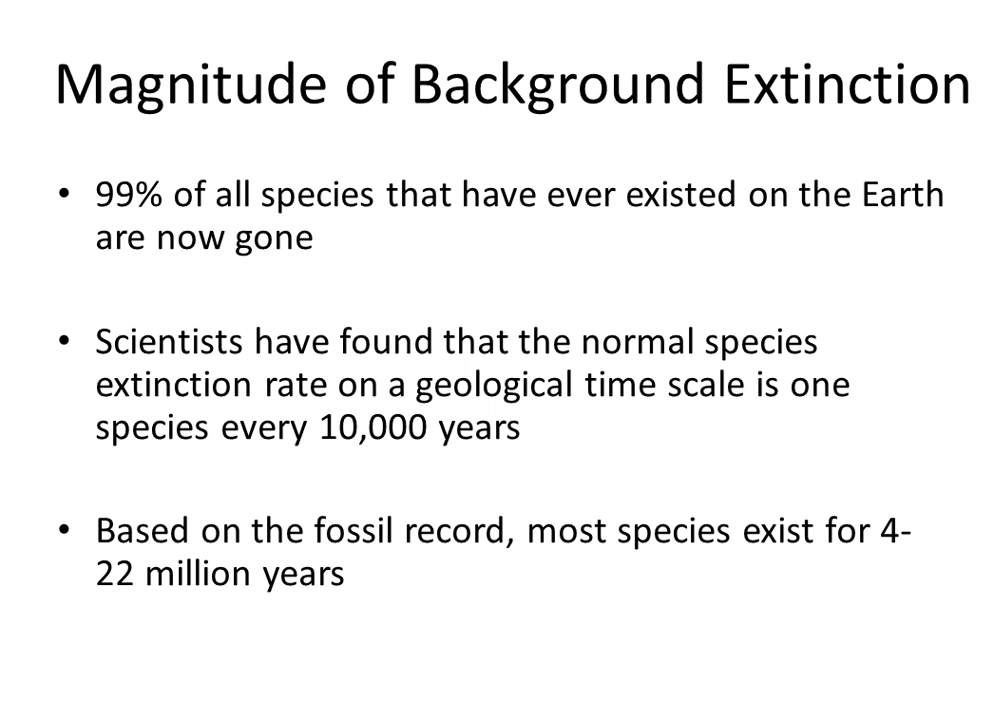 Magnitude of Background Extinction
• 99% of all species that have ever existed on the Earth
are now gone
• Scientists have found that the normal species
extinction rate on a geological time scale is one
species every 10,000 years
• Based on the fossil record, most species exist for 4-
22 million years